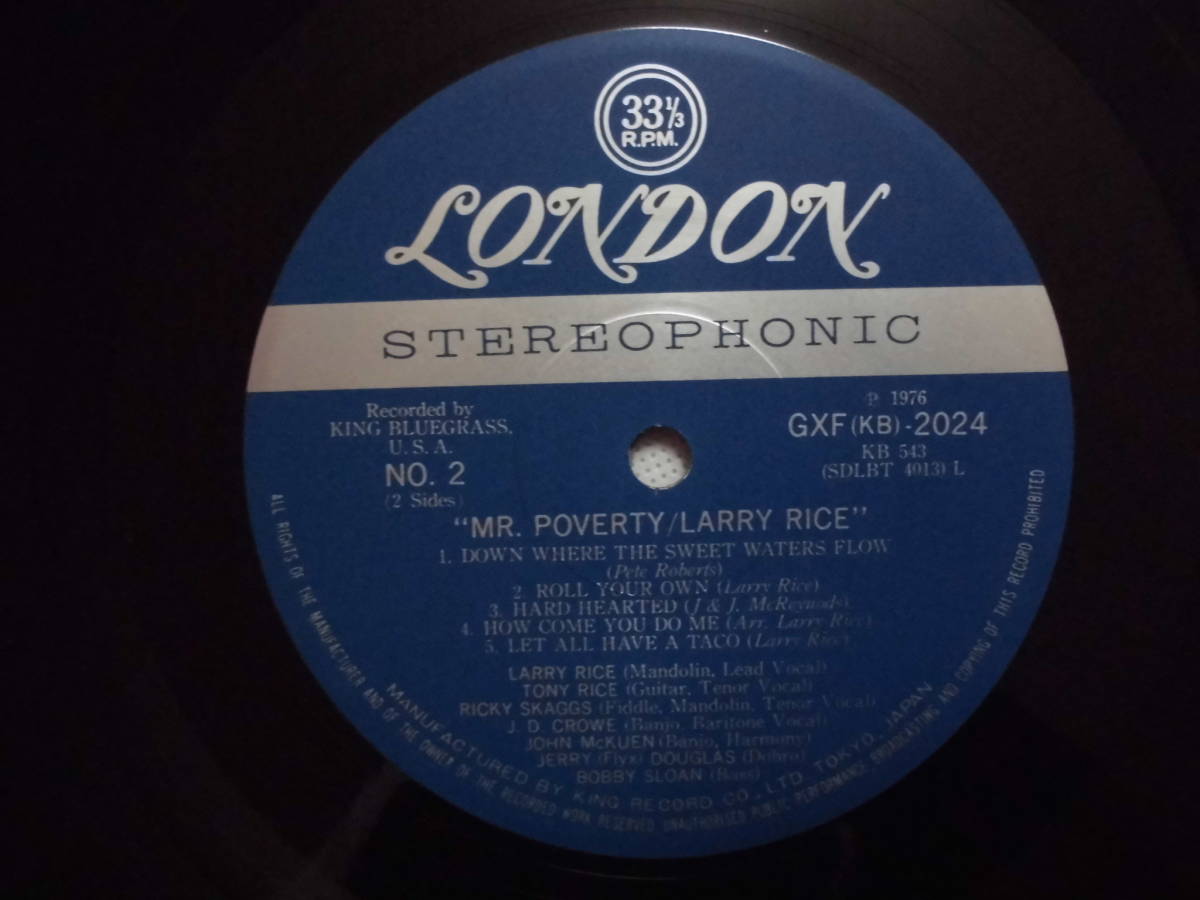 33⅓
R.P.M.
LONDON
STEREOPHONIC
Recorded by
KING BLUEGRASS,
U. S. A.
NO. 2
(2 Sides)
℗ 1976
GXF (KB) - 2024
KB 543
(SDLBT 4013) L
"MR. POVERTY/LARRY RICE"
1. DOWN WHERE THE SWEET WATERS FLOW
(Pete Roberts)
2. ROLL YOUR OWN (Larry Rice)
3. HARD HEARTED (J & J. McReynods)
4. HOW COME YOU DO ME (Arr. Larry Rice)
5. LET ALL HAVE A TACO (Larry Rice)
LARRY RICE (Mandolin, Lead Vocal)
TONY RICE (Guitar, Tenor Vocal)
RICKY SKAGGS (Fiddle, Mandolin, Tenor Vocal)
J. D. CROWE (Banjo, Baritone Vocal)
JOHN McKUEN (Banjo, Harmony)
JERRY (Flyx) DOUGLAS (Dobro)
BOBBY SLOAN (Bass)
MANUFACTURED BY KING RECORD CO., LTD. TOKYO, JAPAN
ALL RIGHTS OF THE MANUFACTURER AND OF THE OWNER OF THE RECORDED WORK RESERVED UNAUTHORISED PUBLIC PERFORMANCE BROADCASTING AND COPYING OF THIS RECORD PROHIBITED